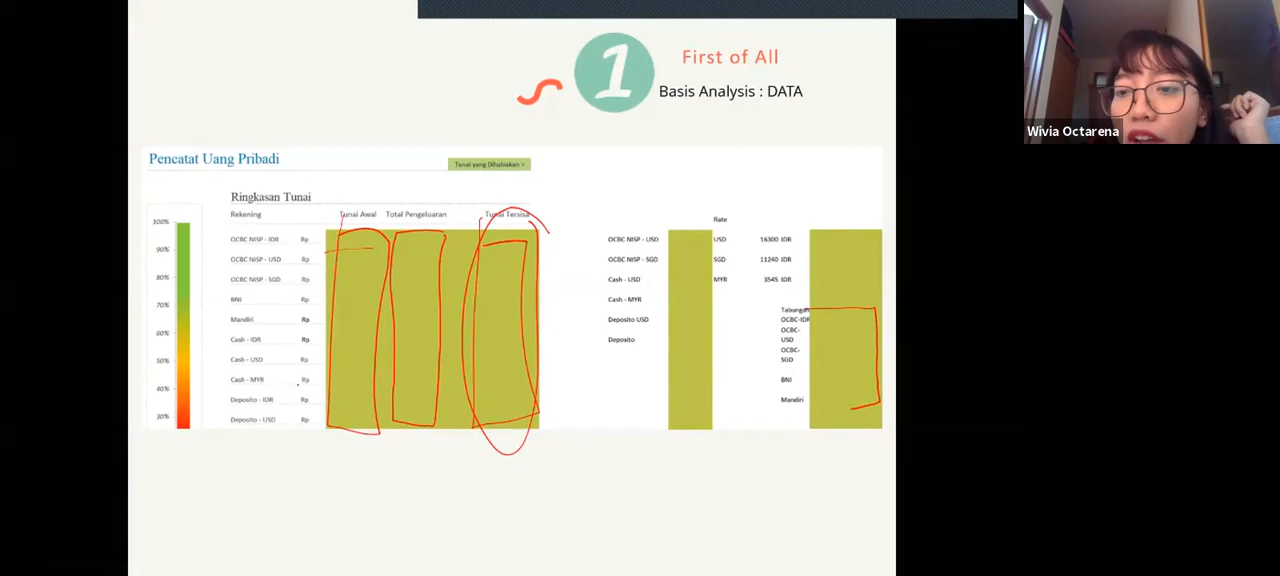 1
First of All
Basis Analysis : DATA
Wivia Octarena
Pencatat Uang Pribadi
Tunai yang Dihabiskan >
Ringkasan Tunai
Rekening Tunai Awal Total Pengeluaran Tunai Tersisa
100%
90%
80%
70%
60%
50%
40%
30%
OCBC NISP - IDR Rp
OCBC NISP - USD Rp
OCBC NISP - SGD Rp
BNI Rp
Mandiri Rp
Cash - IDR Rp
Cash - USD Rp
Cash - MYR Rp
Deposito - IDR Rp
Deposito - USD Rp
OCBC NISP - USD
OCBC NISP - SGD
Cash - USD
Cash - MYR
Deposito USD
Deposito
Rate
USD 16300 IDR
SGD 11240 IDR
MYR 3545 IDR
Tabungan
OCBC-IDR
OCBC-
USD
OCBC-
SGD
BNI
Mandiri